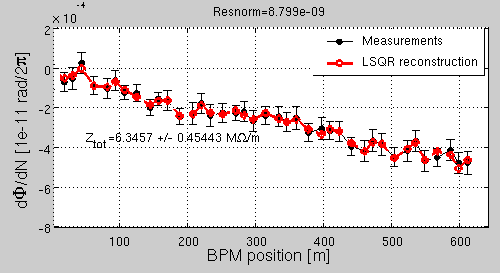 Resnorm=8.799e-09
×10⁻⁴
2
0
-2
-4
-6
-8
Measurements
LSQR reconstruction
Z_tot=6.3457 +/- 0.45443 MΩ/m
dΦ/dN [1e-11 rad/2π]
100 200 300 400 500 600
BPM position [m]